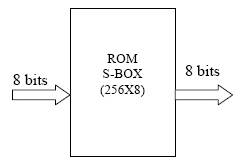 ROM
S-BOX
(256X8)
8 bits
8 bits